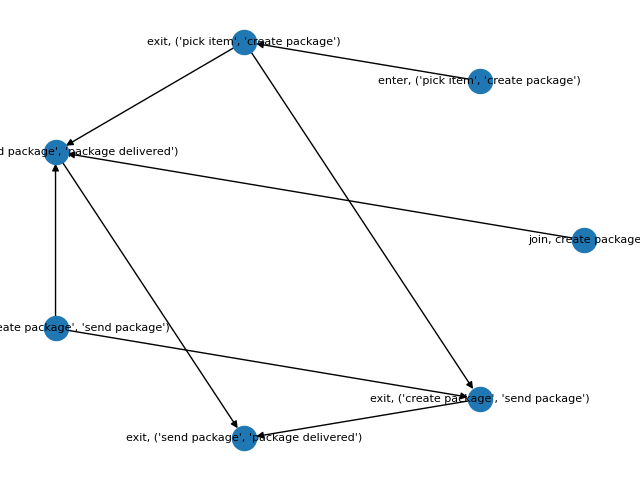 exit, ('pick item', 'create package')
enter, ('pick item', 'create package')
package', 'package delivered')
join, create package
package', 'send package')
exit, ('create package', 'send package')
exit, ('send package', 'package delivered')